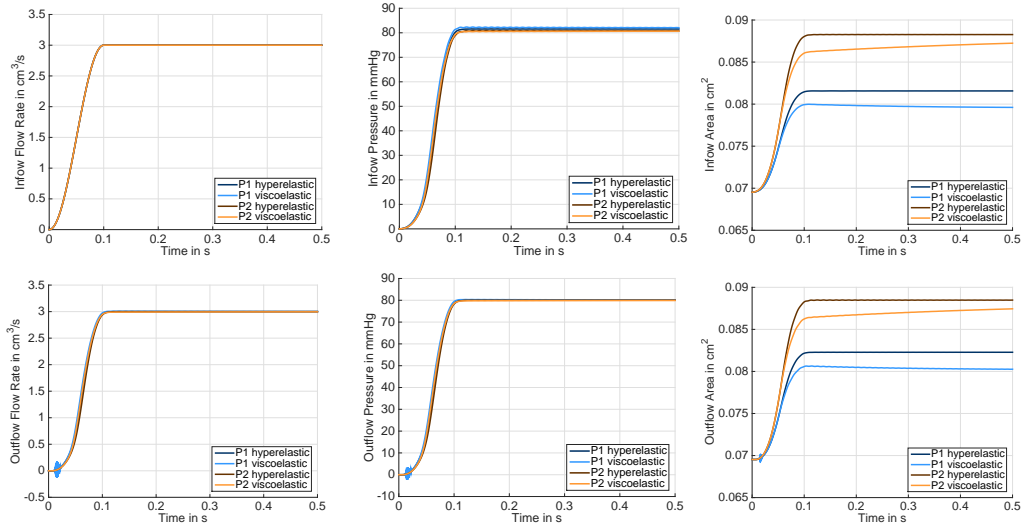 Infow Flow Rate in cm³/s
3.5
3
2.5
2
1.5
1
0.5
0
0 0.1 0.2 0.3 0.4 0.5
Time in s
P1 hyperelastic
P1 viscoelastic
P2 hyperelastic
P2 viscoelastic
Infow Pressure in mmHg
90
80
70
60
50
40
30
20
10
0
0 0.1 0.2 0.3 0.4 0.5
Time in s
P1 hyperelastic
P1 viscoelastic
P2 hyperelastic
P2 viscoelastic
Infow Area in cm²
0.09
0.08
0.07
0.065
0 0.1 0.2 0.3 0.4 0.5
Time in s
P1 hyperelastic
P1 viscoelastic
P2 hyperelastic
P2 viscoelastic
Outflow Flow Rate in cm³/s
3.5
3
2.5
2
1.5
1
0.5
0
-0.5
0 0.1 0.2 0.3 0.4 0.5
Time in s
P1 hyperelastic
P1 viscoelastic
P2 hyperelastic
P2 viscoelastic
Outflow Pressure in mmHg
80
70
60
50
40
30
20
10
0
-10
0 0.1 0.2 0.3 0.4 0.5
Time in s
P1 hyperelastic
P1 viscoelastic
P2 hyperelastic
P2 viscoelastic
Outflow Area in cm²
0.09
0.085
0.08
0.075
0.07
0.065
0 0.1 0.2 0.3 0.4 0.5
Time in s
P1 hyperelastic
P1 viscoelastic
P2 hyperelastic
P2 viscoelastic